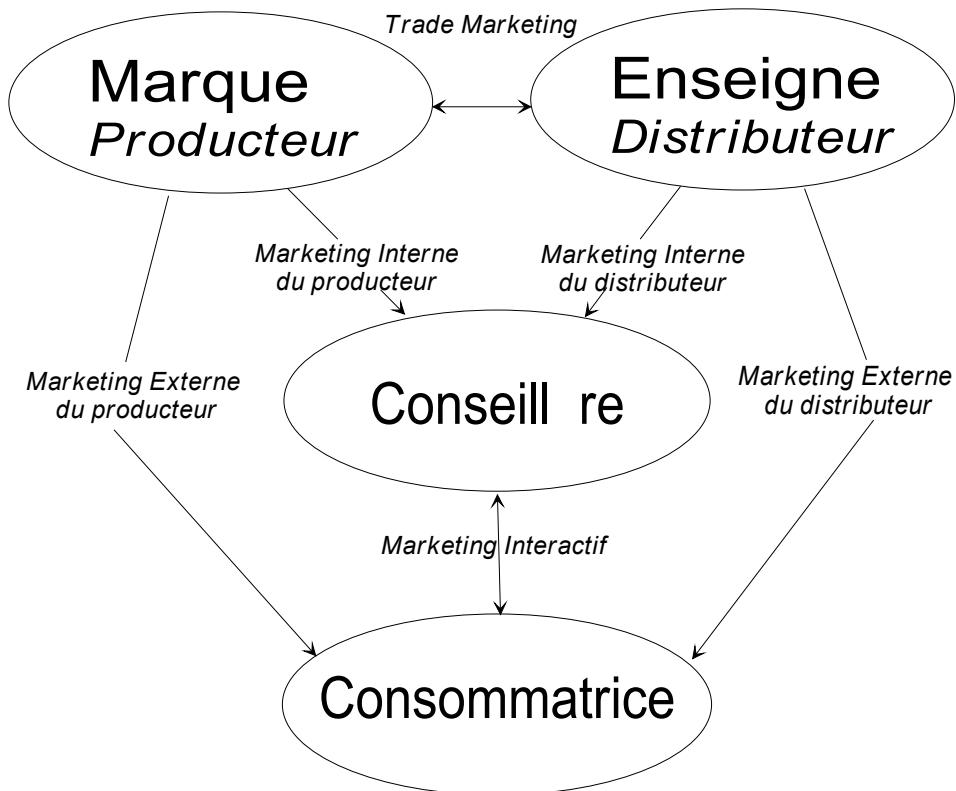 Trade Marketing
Marque
Producteur
Enseigne
Distributeur
Marketing Interne
du producteur
Marketing Interne
du distributeur
Marketing Externe
du producteur
Marketing Externe
du distributeur
Conseill re
Marketing Interactif
Consommatrice